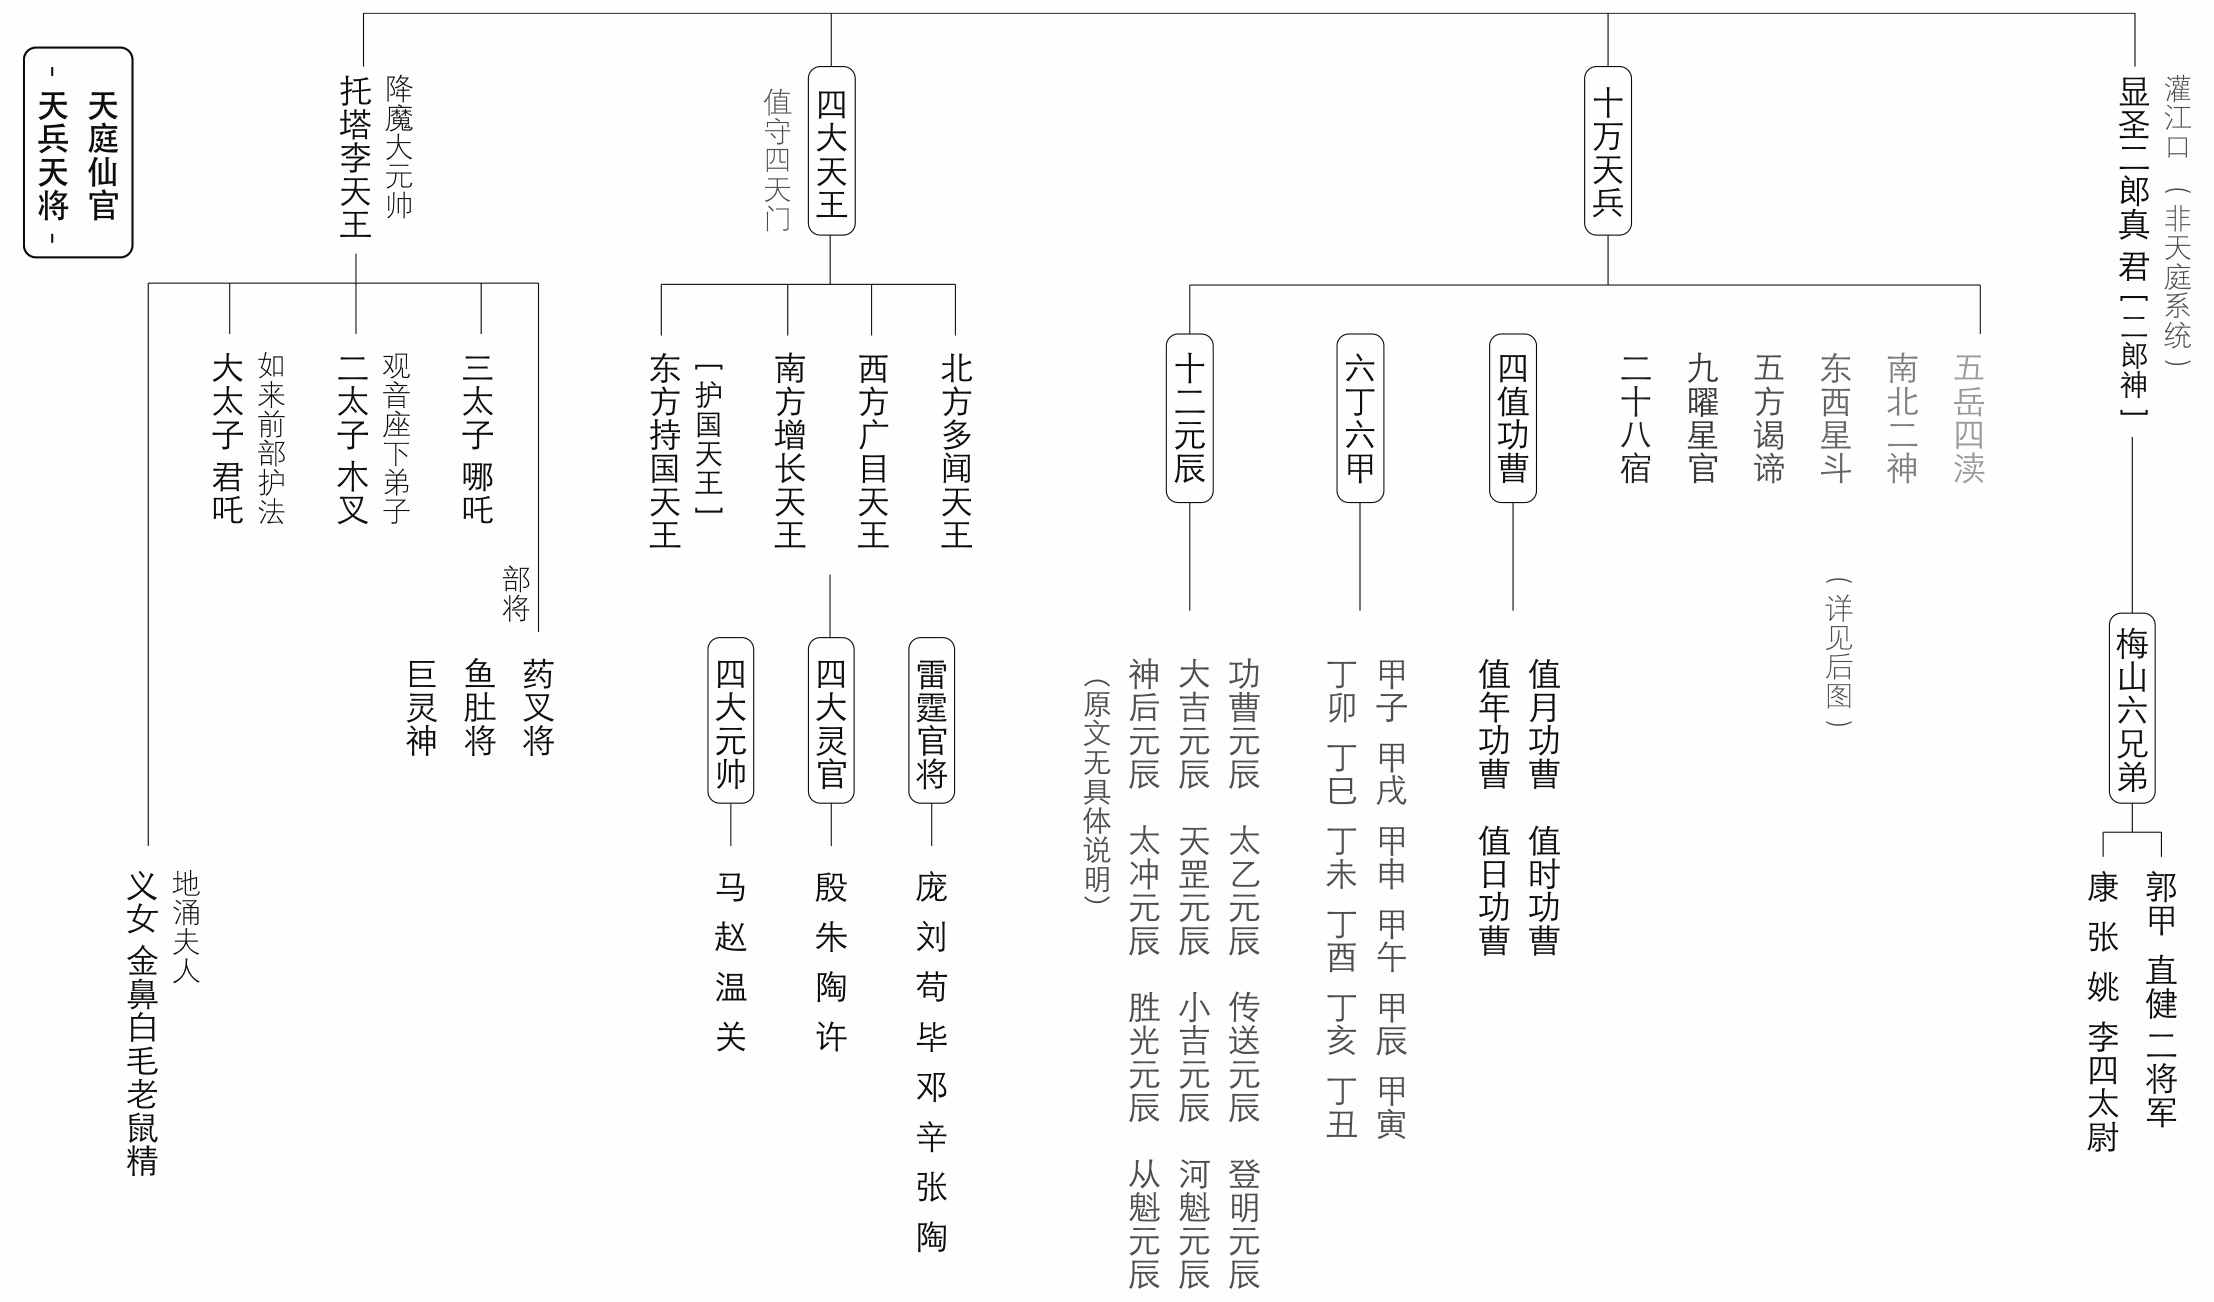 天庭仙官
- 天兵天将 -
托塔李天王
降魔大元帅
大太子 君吒
如来前部护法
二太子 木叉
观音座下弟子
三太子 哪吒
部将
巨灵神
鱼肚将
药叉将
义女 金鼻白毛老鼠精
地涌夫人
四大天王
值守四天门
东方持国天王
[护国天王]
南方增长天王
西方广目天王
北方多闻天王
四大元帅
马 赵 温 关
四大灵官
殷 朱 陶 许
雷霆官将
庞 刘 苟 毕 邓 辛 张 陶
十万天兵
十二元辰
(原文无具体说明)
神后元辰 太冲元辰 胜光元辰 从魁元辰
大吉元辰 天罡元辰 小吉元辰 河魁元辰
功曹元辰 太乙元辰 传送元辰 登明元辰
六丁六甲
丁卯 丁巳 丁未 丁酉 丁亥 丁丑
甲子 甲戌 甲申 甲午 甲辰 甲寅
四值功曹
值年功曹 值日功曹
值月功曹 值时功曹
二十八宿
九曜星官
五方谒谛
东西星斗
南北二神
五岳四渎
(详见后图)
显圣二郎真君[二郎神]
灌江口 (非天庭系统)
梅山六兄弟
康 张 姚 李四太尉
郭甲 直健二将军